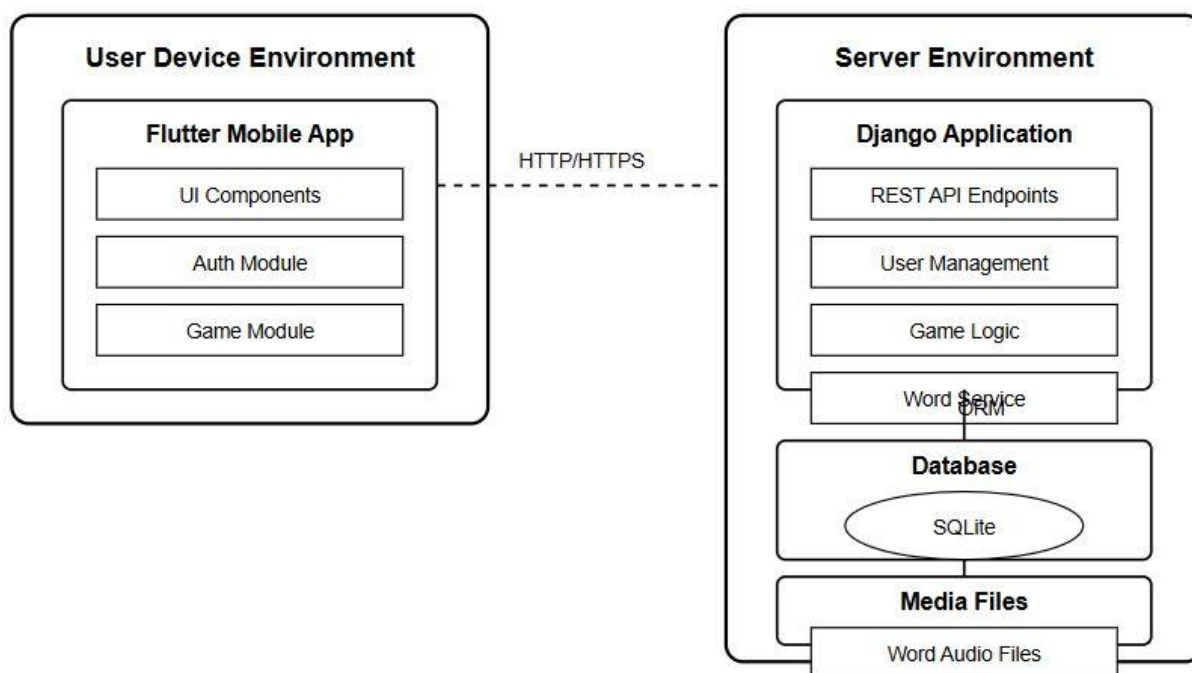 User Device Environment
Flutter Mobile App
UI Components
Auth Module
Game Module
HTTP/HTTPS
Server Environment
Django Application
REST API Endpoints
User Management
Game Logic
Word Service
ORM
Database
SQLite
Media Files
Word Audio Files